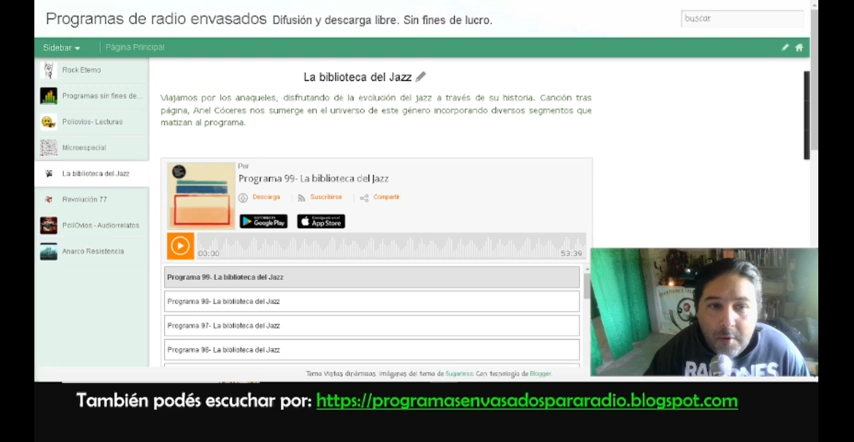 Programas de radio envasados Difusión y descarga libre. Sin fines de lucro.
buscar
Sidebar
Página Principal
Rock Eterno
Programas sin fines de...
Poliovios- Lecturas
Microespecial
La biblioteca del Jazz
Revolución 77
PoliOvios - Audiorrelatos
Anarco Resistencia
La biblioteca del Jazz
Viajamos por los anaqueles, disfrutando de la evolución del jazz a través de su historia. Canción tras
página, Ariel Cóceres nos sumerge en el universo de este género incorporando diversos segmentos que
matizan al programa.
Por
Programa 99- La biblioteca del Jazz
Descarga
Suscribirse
Compartir
Google Play
App Store
00:00
53:39
Programa 99- La biblioteca del Jazz
Programa 98- La biblioteca del Jazz
Programa 97- La biblioteca del Jazz
Programa 96- La biblioteca del Jazz
Tema Vistas dinámicas. Imágenes del tema de Sugarless. Con tecnología de Blogger.
RAMONES
También podés escuchar por: https://programasenvasadospararadio.blogspot.com